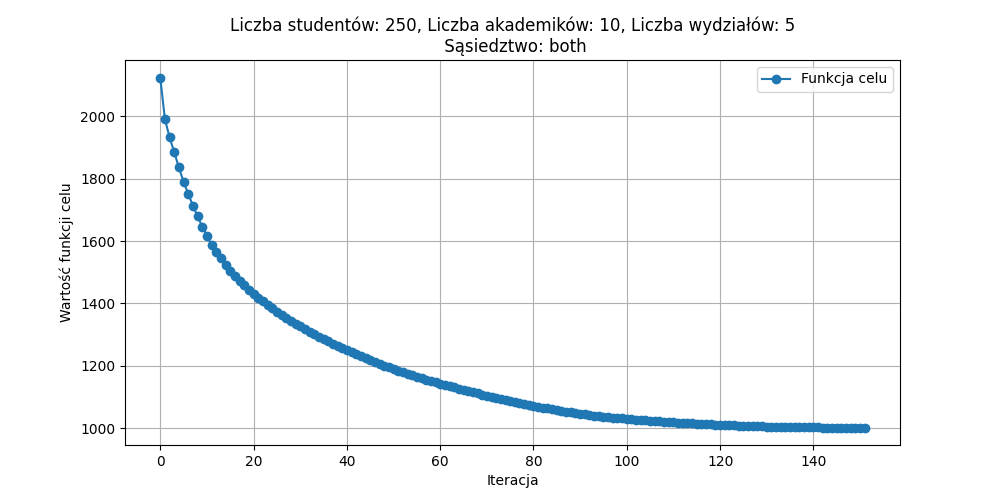 Liczba studentów: 250, Liczba akademików: 10, Liczba wydziałów: 5
Sąsiedztwo: both
Funkcja celu
Wartość funkcji celu
2000
1800
1600
1400
1200
1000
0 20 40 60 80 100 120 140
Iteracja